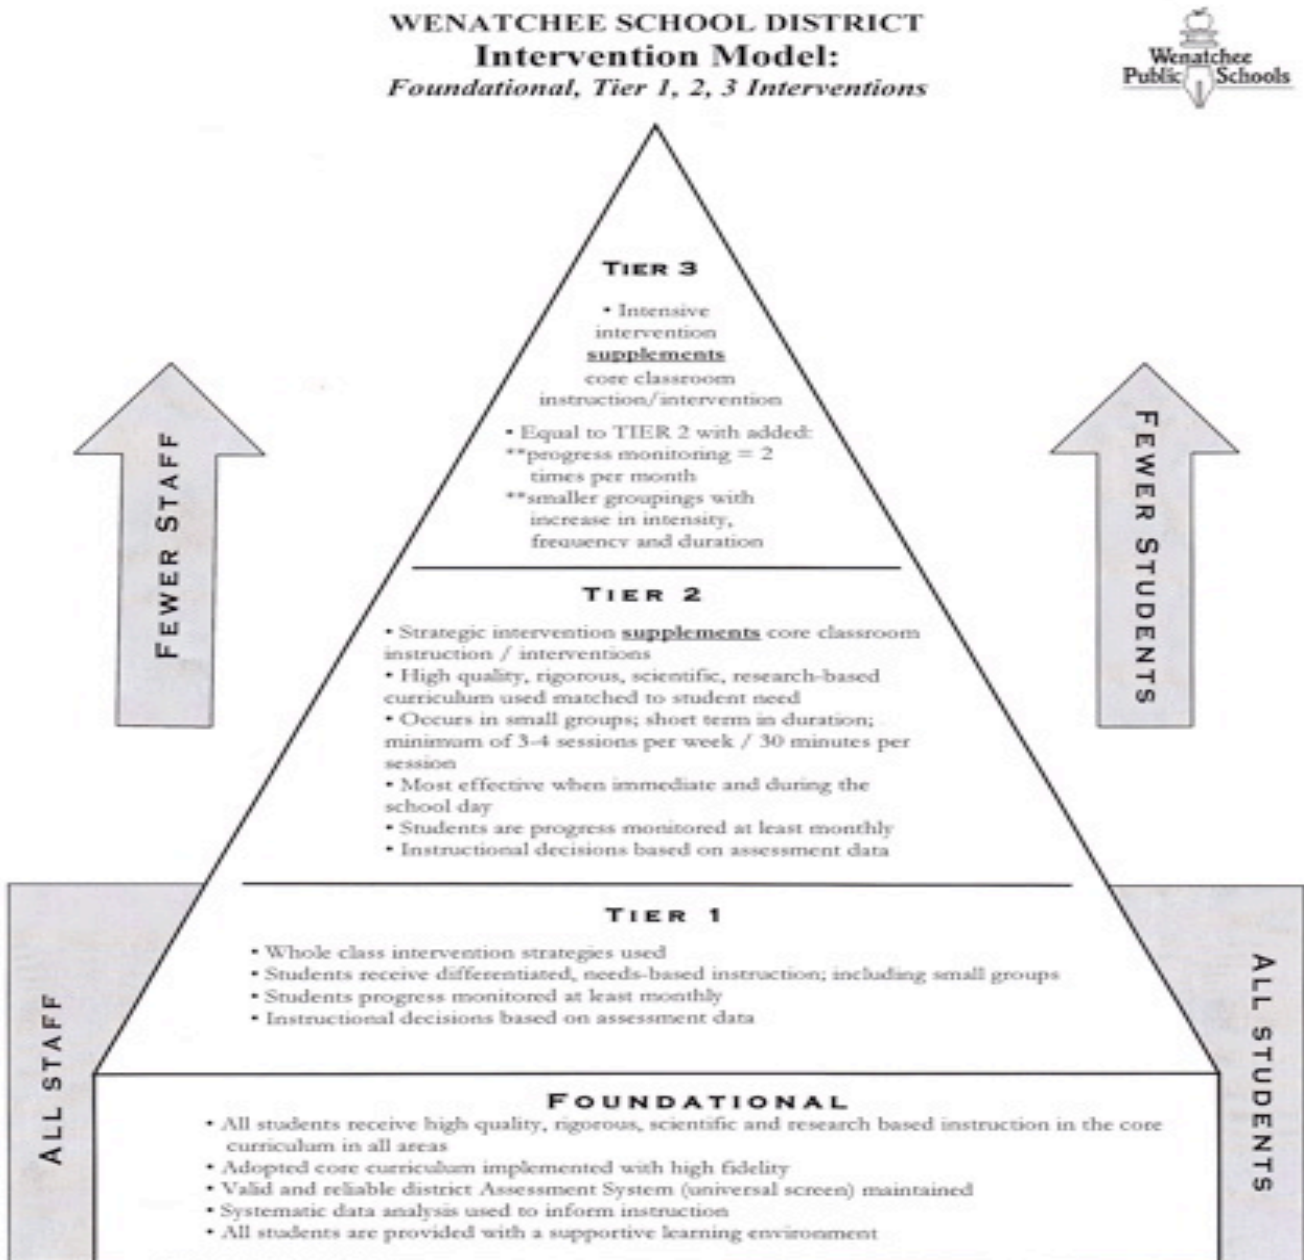 WENATCHEE SCHOOL DISTRICT
Intervention Model:
Foundational, Tier 1, 2, 3 Interventions
Wenatchee
Public Schools
TIER 3
• Intensive
intervention
supplements
core classroom
instruction/intervention
• Equal to TIER 2 with added:
**progress monitoring = 2
times per month
**smaller groupings with
increase in intensity,
frequency and duration
FEWER STAFF
FEWER STUDENTS
TIER 2
• Strategic intervention supplements core classroom
instruction / interventions
• High quality, rigorous, scientific, research-based
curriculum used matched to student need
• Occurs in small groups; short term in duration;
minimum of 3-4 sessions per week / 30 minutes per
session
• Most effective when immediate and during the
school day
• Students are progress monitored at least monthly
• Instructional decisions based on assessment data
TIER 1
• Whole class intervention strategies used
• Students receive differentiated, needs-based instruction; including small groups
• Students progress monitored at least monthly
• Instructional decisions based on assessment data
ALL STAFF
ALL STUDENTS
FOUNDATIONAL
• All students receive high quality, rigorous, scientific and research based instruction in the core
curriculum in all areas
• Adopted core curriculum implemented with high fidelity
• Valid and reliable district Assessment System (universal screen) maintained
• Systematic data analysis used to inform instruction
• All students are provided with a supportive learning environment